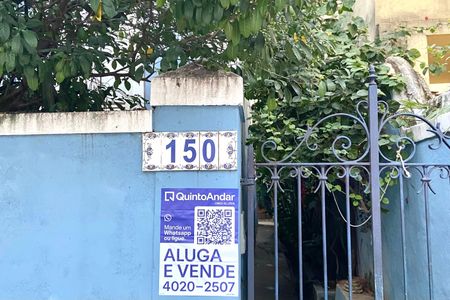 150
QuintoAndar
Mande um
Whatsapp
ou ligue.
ALUGA
E VENDE
4020-2507